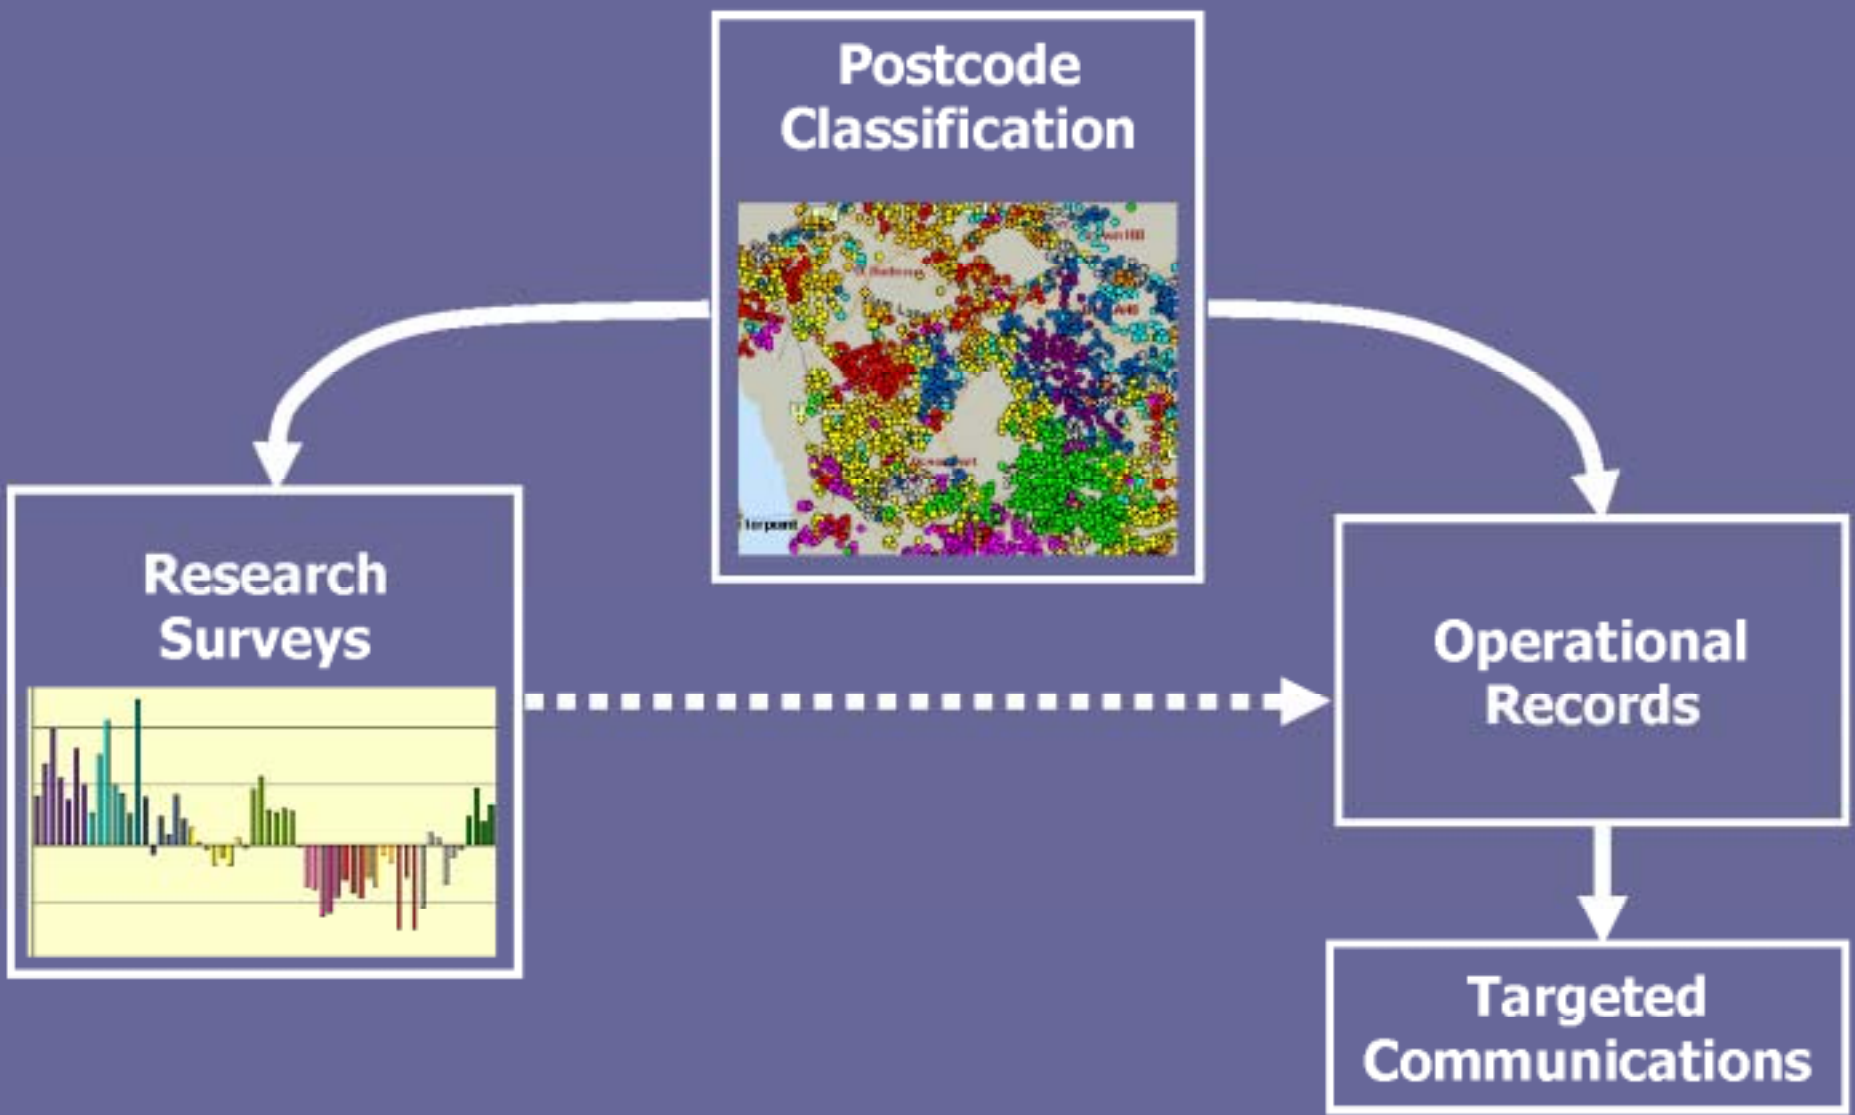 Postcode
Classification
Research
Surveys
Operational
Records
Targeted
Communications